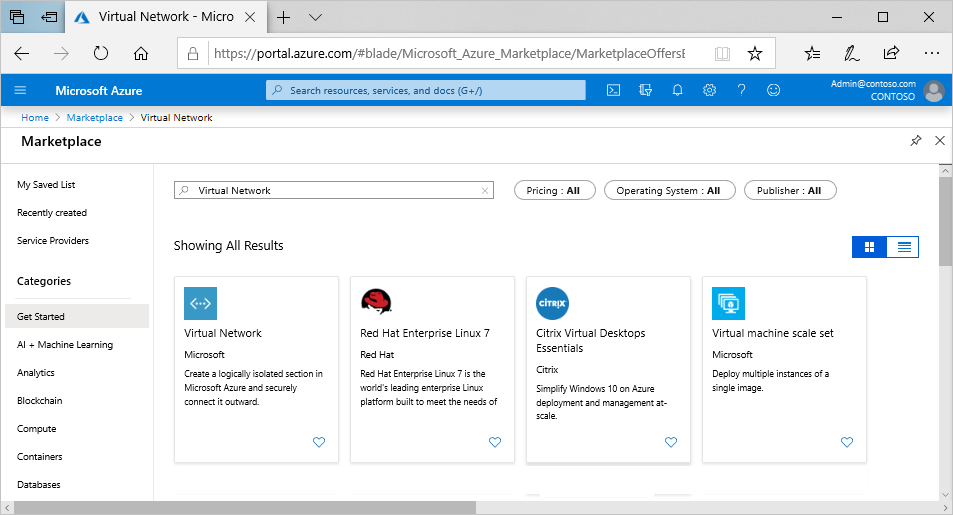 Virtual Network - Micro
https://portal.azure.com/#blade/Microsoft_Azure_Marketplace/MarketplaceOffersE
Microsoft Azure
Search resources, services, and docs (G+/)
Admin@contoso.com
CONTOSO
Home > Marketplace > Virtual Network
Marketplace
My Saved List
Recently created
Service Providers
Categories
Get Started
AI + Machine Learning
Analytics
Blockchain
Compute
Containers
Databases
Virtual Network
Pricing : All
Operating System : All
Publisher : All
Showing All Results
Virtual Network
Microsoft
Create a logically isolated section in
Microsoft Azure and securely
connect it outward.
Red Hat Enterprise Linux 7
Red Hat
Red Hat Enterprise Linux 7 is the
world's leading enterprise Linux
platform built to meet the needs of
CITRIX
Citrix Virtual Desktops
Essentials
Citrix
Simplify Windows 10 on Azure
deployment and management at-
scale.
Virtual machine scale set
Microsoft
Deploy multiple instances of a
single image.